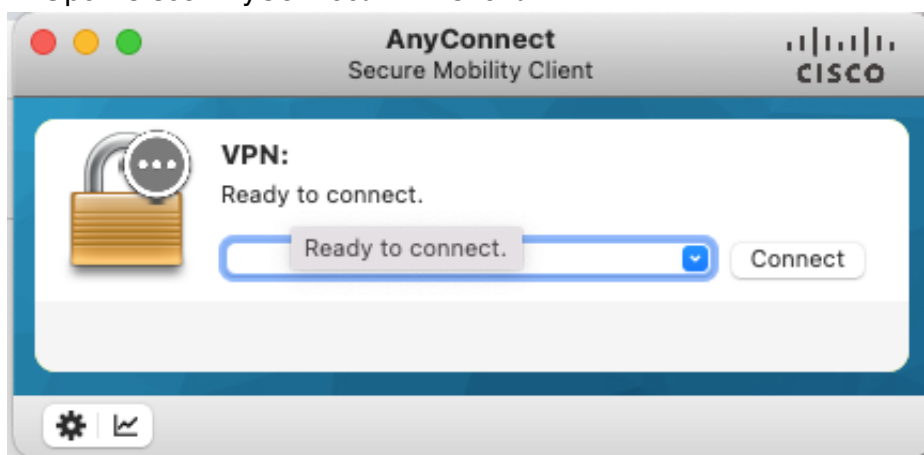 AnyConnect
Secure Mobility Client
CISCO
VPN:
Ready to connect.
Ready to connect.
Connect